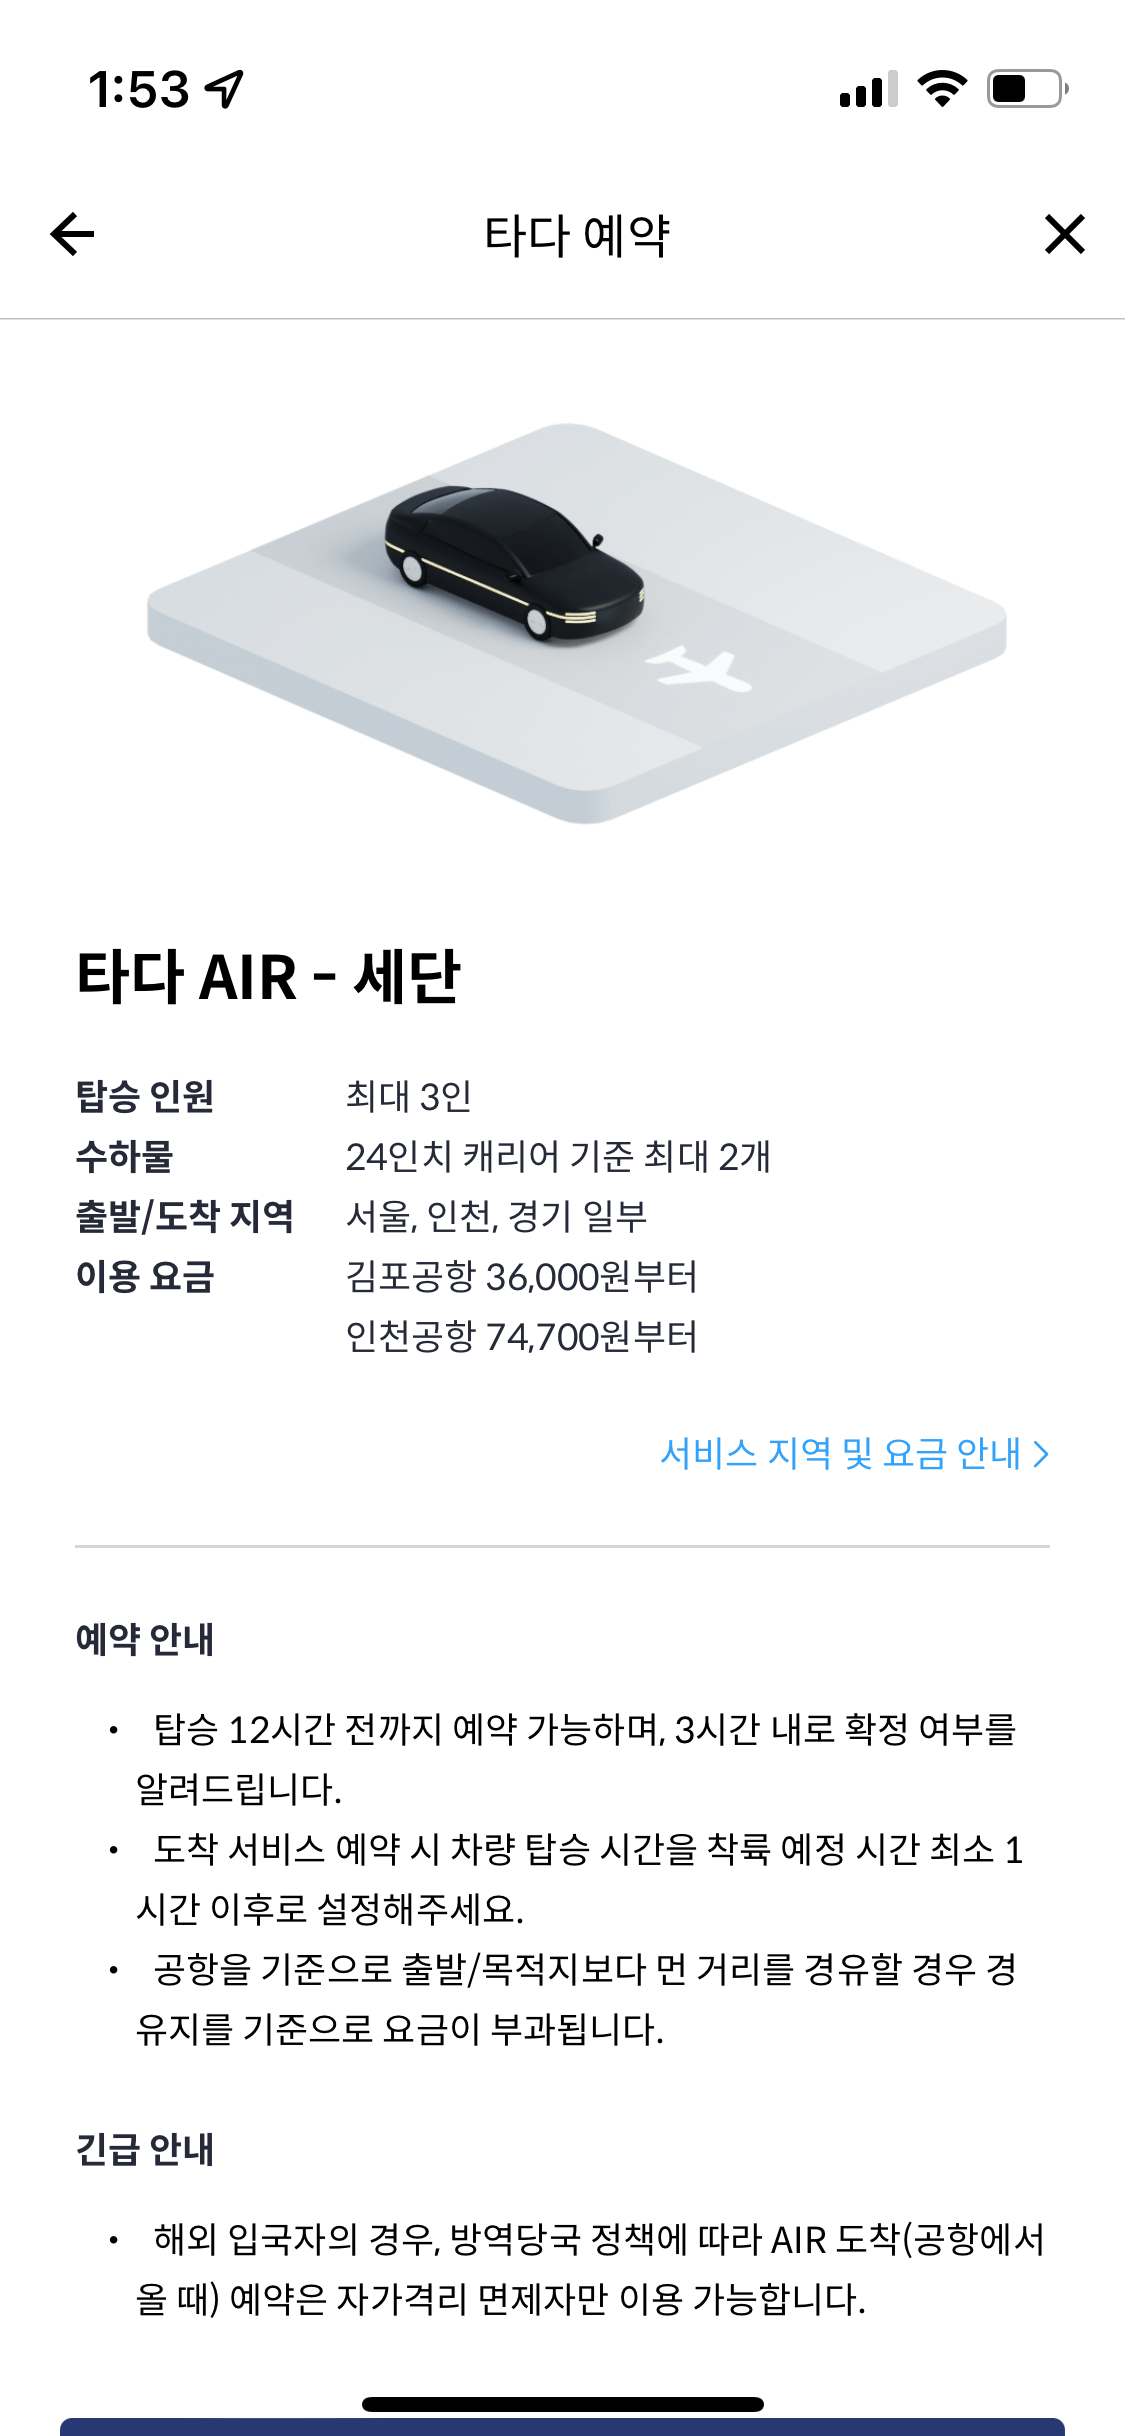 1:53
타다 예약
타다 AIR - 세단
탑승 인원 최대 3인
수하물 24인치 캐리어 기준 최대 2개
출발/도착 지역 서울, 인천, 경기 일부
이용 요금 김포공항 36,000원부터
인천공항 74,700원부터
서비스 지역 및 요금 안내 >
예약 안내
• 탑승 12시간 전까지 예약 가능하며, 3시간 내로 확정 여부를
알려드립니다.
• 도착 서비스 예약 시 차량 탑승 시간을 착륙 예정 시간 최소 1
시간 이후로 설정해주세요.
• 공항을 기준으로 출발/목적지보다 먼 거리를 경유할 경우 경
유지를 기준으로 요금이 부과됩니다.
긴급 안내
• 해외 입국자의 경우, 방역당국 정책에 따라 AIR 도착(공항에서
올 때) 예약은 자가격리 면제자만 이용 가능합니다.